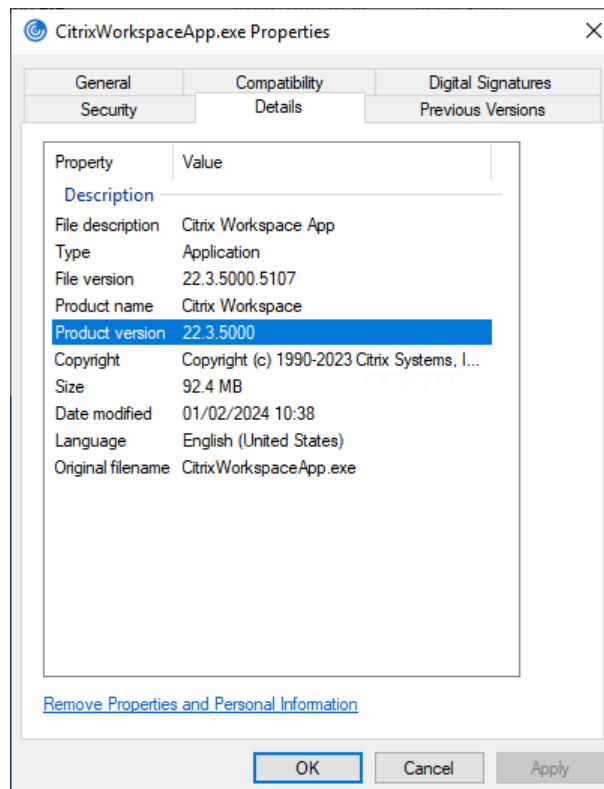 CitrixWorkspaceApp.exe Properties
General Compatibility Digital Signatures
Security Details Previous Versions
Property Value
Description
File description Citrix Workspace App
Type Application
File version 22.3.5000.5107
Product name Citrix Workspace
Product version 22.3.5000
Copyright Copyright (c) 1990-2023 Citrix Systems, I...
Size 92.4 MB
Date modified 01/02/2024 10:38
Language English (United States)
Original filename CitrixWorkspaceApp.exe
Remove Properties and Personal Information
OK Cancel Apply